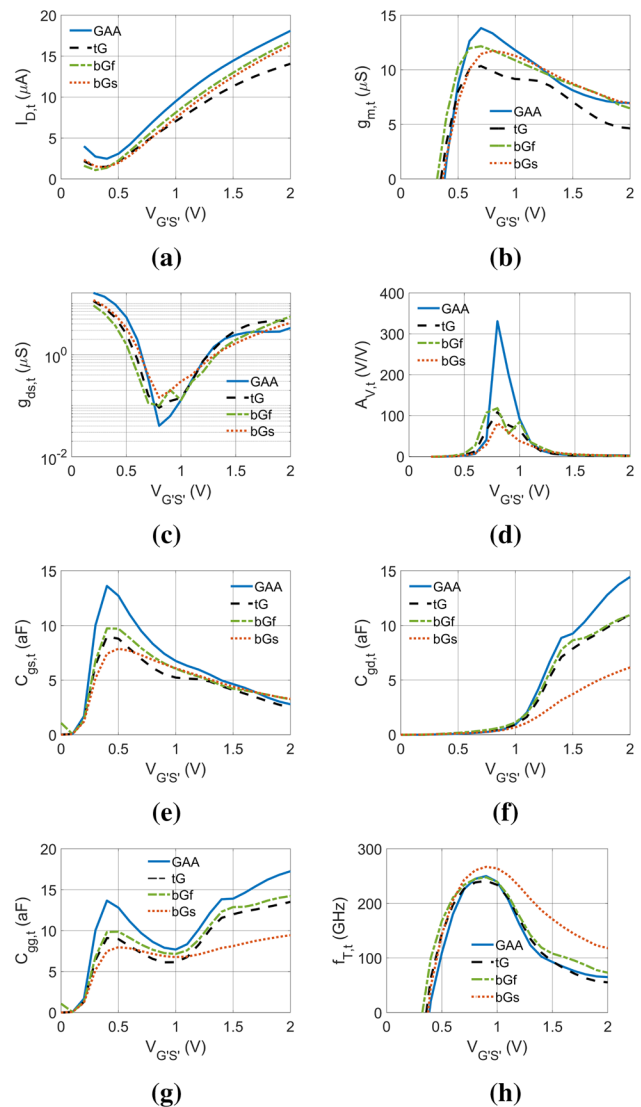 25
20
15
10
5
0
I_D,t (μA)
GAA
tG
bGf
bGs
0 0.5 1 1.5 2
V_G'S' (V)
(a)
15
10
5
0
g_m,t (μS)
GAA
tG
bGf
bGs
0 0.5 1 1.5 2
V_G'S' (V)
(b)
10^0
10^-2
g_ds,t (μS)
GAA
tG
bGf
bGs
0 0.5 1 1.5 2
V_G'S' (V)
(c)
400
300
200
100
0
A_V,t (V/V)
GAA
tG
bGf
bGs
0 0.5 1 1.5 2
V_G'S' (V)
(d)
15
10
5
0
C_gs,t (aF)
GAA
tG
bGf
bGs
0 0.5 1 1.5 2
V_G'S' (V)
(e)
15
10
5
0
C_gd,t (aF)
GAA
tG
bGf
bGs
0 0.5 1 1.5 2
V_G'S' (V)
(f)
20
15
10
5
0
C_gg,t (aF)
GAA
tG
bGf
bGs
0 0.5 1 1.5 2
V_G'S' (V)
(g)
300
200
100
0
f_T,t (GHz)
GAA
tG
bGf
bGs
0 0.5 1 1.5 2
V_G'S' (V)
(h)